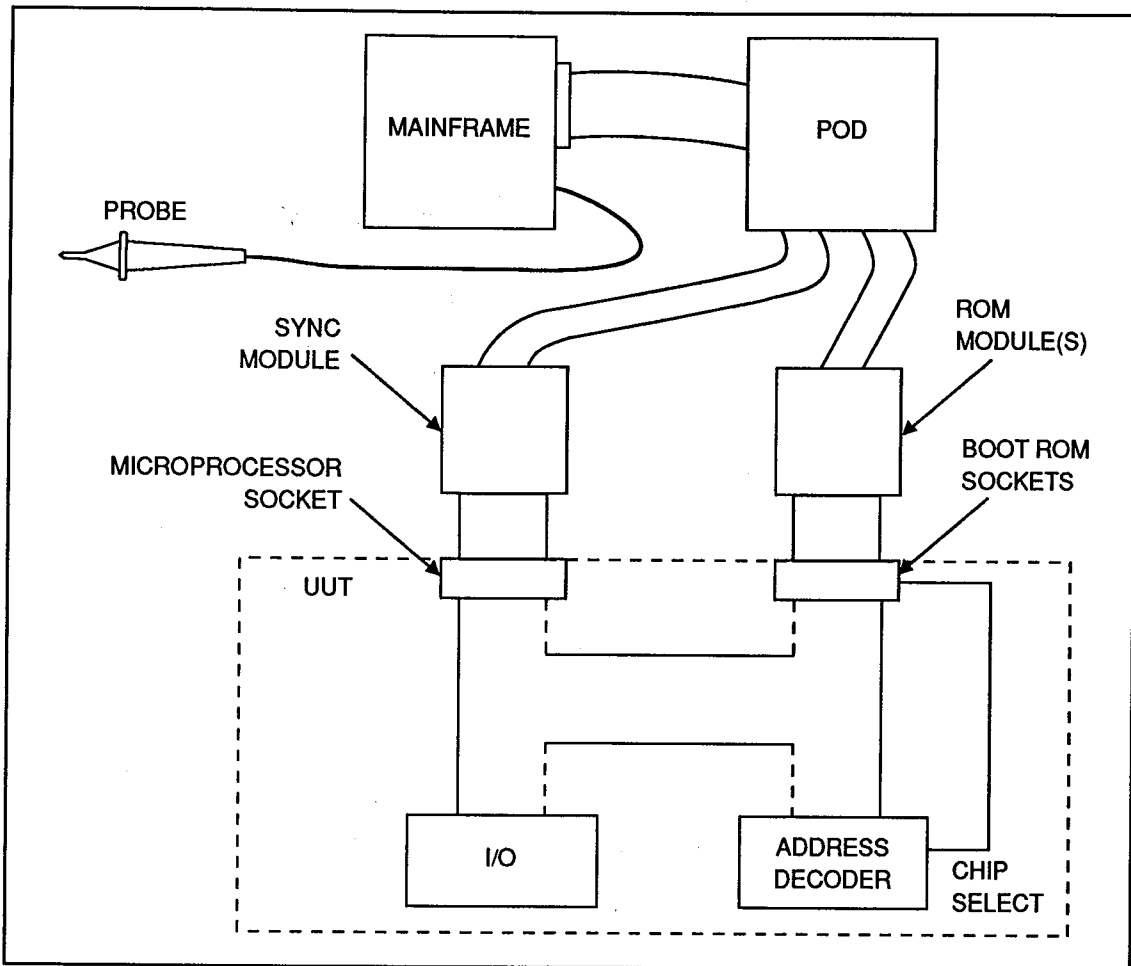 MAINFRAME
POD
PROBE
SYNC
MODULE
ROM
MODULE(S)
MICROPROCESSOR
SOCKET
BOOT ROM
SOCKETS
UUT
I/O
ADDRESS
DECODER
CHIP
SELECT